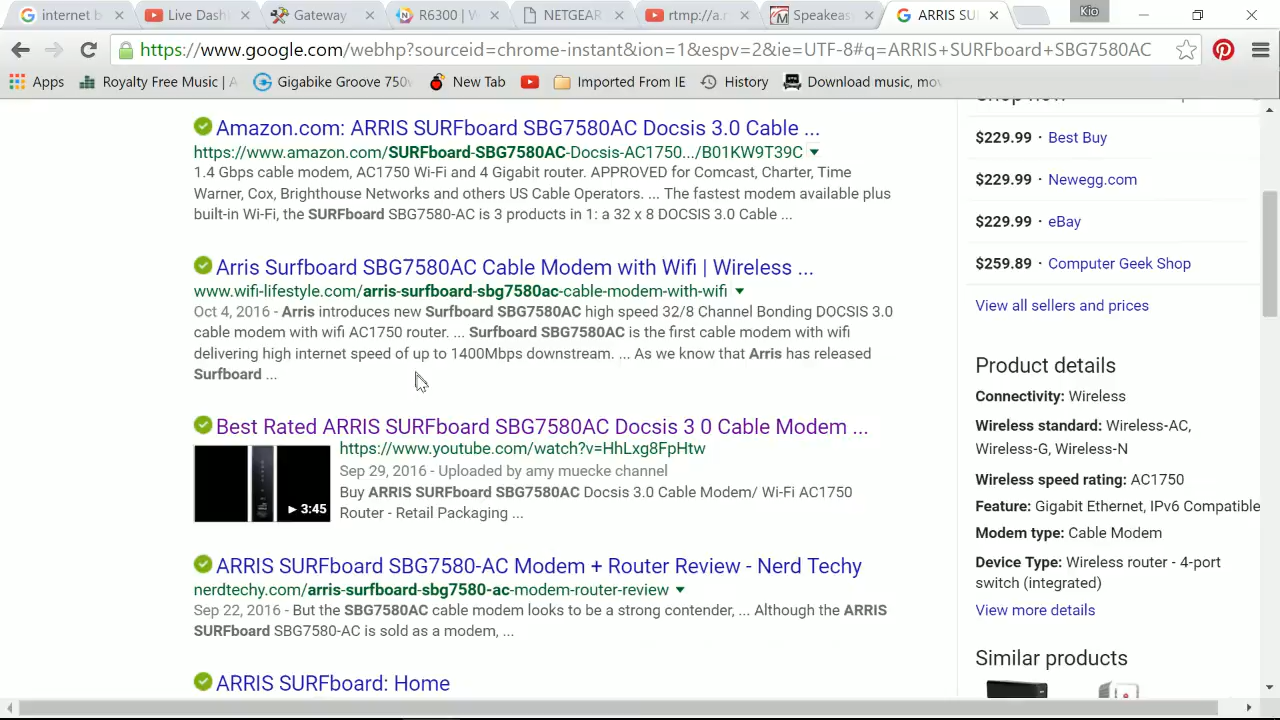 internet b
Live Dash
Gateway
R6300 | W
NETGEAR
rtmp://a.r
Speakeasy
ARRIS SU
Kio
https://www.google.com/webhp?sourceid=chrome-instant&ion=1&espv=2&ie=UTF-8#q=ARRIS+SURFboard+SBG7580AC
Apps
Royalty Free Music | A
Gigabike Groove 750w
New Tab
Imported From IE
History
Download music, mov
Amazon.com: ARRIS SURFboard SBG7580AC Docsis 3.0 Cable ...
https://www.amazon.com/SURFboard-SBG7580AC-Docsis-AC1750.../B01KW9T39C
1.4 Gbps cable modem, AC1750 Wi-Fi and 4 Gigabit router. APPROVED for Comcast, Charter, Time
Warner, Cox, Brighthouse Networks and others US Cable Operators. ... The fastest modem available plus
built-in Wi-Fi, the SURFboard SBG7580-AC is 3 products in 1: a 32 x 8 DOCSIS 3.0 Cable ...
Arris Surfboard SBG7580AC Cable Modem with Wifi | Wireless ...
www.wifi-lifestyle.com/arris-surfboard-sbg7580ac-cable-modem-with-wifi
Oct 4, 2016 - Arris introduces new Surfboard SBG7580AC high speed 32/8 Channel Bonding DOCSIS 3.0
cable modem with wifi AC1750 router. ... Surfboard SBG7580AC is the first cable modem with wifi
delivering high internet speed of up to 1400Mbps downstream. ... As we know that Arris has released
Surfboard ...
Best Rated ARRIS SURFboard SBG7580AC Docsis 3 0 Cable Modem ...
https://www.youtube.com/watch?v=HhLxg8FpHtw
Sep 29, 2016 - Uploaded by amy muecke channel
Buy ARRIS SURFboard SBG7580AC Docsis 3.0 Cable Modem/ Wi-Fi AC1750
Router - Retail Packaging ...
3:45
ARRIS SURFboard SBG7580-AC Modem + Router Review - Nerd Techy
nerdtechy.com/arris-surfboard-sbg7580-ac-modem-router-review
Sep 22, 2016 - But the SBG7580AC cable modem looks to be a strong contender, ... Although the ARRIS
SURFboard SBG7580-AC is sold as a modem, ...
ARRIS SURFboard: Home
Shop now
$229.99 · Best Buy
$229.99 · Newegg.com
$229.99 · eBay
$259.89 · Computer Geek Shop
View all sellers and prices
Product details
Connectivity: Wireless
Wireless standard: Wireless-AC,
Wireless-G, Wireless-N
Wireless speed rating: AC1750
Feature: Gigabit Ethernet, IPv6 Compatible
Modem type: Cable Modem
Device Type: Wireless router - 4-port
switch (integrated)
View more details
Similar products